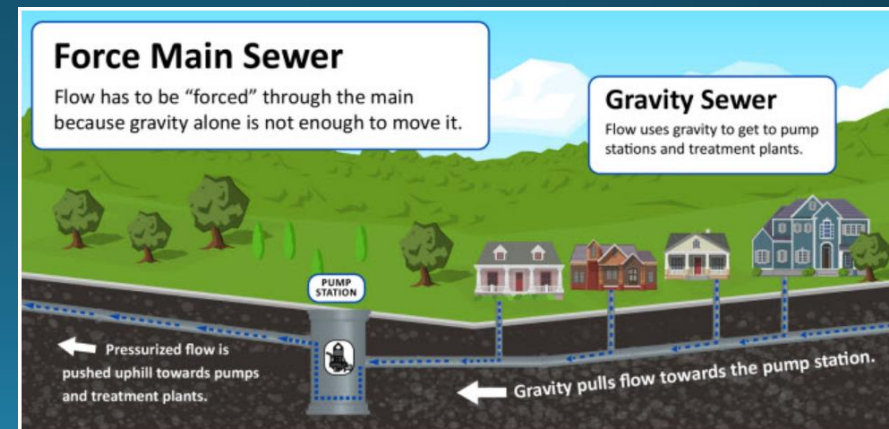 Force Main Sewer
Flow has to be “forced” through the main
because gravity alone is not enough to move it.
Gravity Sewer
Flow uses gravity to get to pump
stations and treatment plants.
PUMP
STATION
Pressurized flow is
pushed uphill towards pumps
and treatment plants.
Gravity pulls flow towards the pump station.